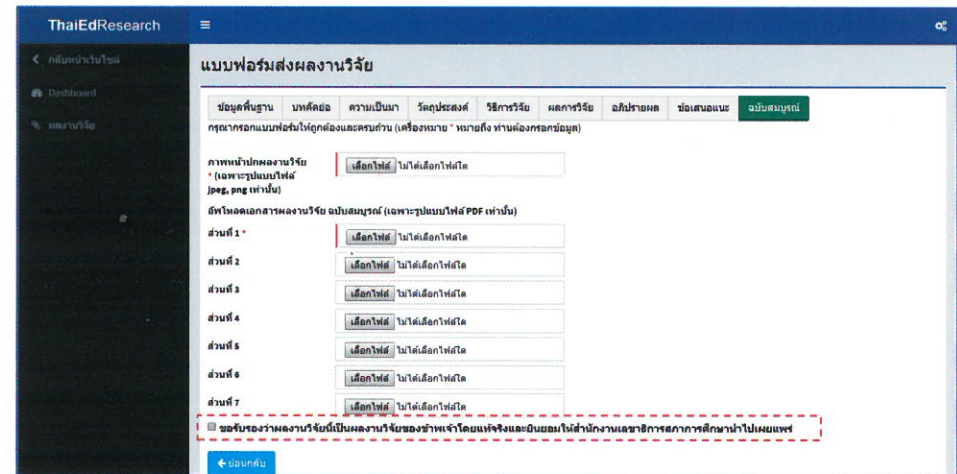 ThaiEdResearch
กลับหน้าเว็บไซต์
Dashboard
ผลงานวิจัย
แบบฟอร์มส่งผลงานวิจัย
ข้อมูลพื้นฐาน บทคัดย่อ ความเป็นมา วัตถุประสงค์ วิธีการวิจัย ผลการวิจัย อภิปรายผล ข้อเสนอแนะ ฉบับสมบูรณ์
กรุณากรอกแบบฟอร์มให้ถูกต้องและครบถ้วน (เครื่องหมาย * หมายถึง ท่านต้องกรอกข้อมูล)
ภาพหน้าปกผลงานวิจัย
* (เฉพาะรูปแบบไฟล์
jpeg, png เท่านั้น)
เลือกไฟล์ ไม่ได้เลือกไฟล์ใด
อัพโหลดเอกสารผลงานวิจัย ฉบับสมบูรณ์ (เฉพาะรูปแบบไฟล์ PDF เท่านั้น)
ส่วนที่ 1 * เลือกไฟล์ ไม่ได้เลือกไฟล์ใด
ส่วนที่ 2 เลือกไฟล์ ไม่ได้เลือกไฟล์ใด
ส่วนที่ 3 เลือกไฟล์ ไม่ได้เลือกไฟล์ใด
ส่วนที่ 4 เลือกไฟล์ ไม่ได้เลือกไฟล์ใด
ส่วนที่ 5 เลือกไฟล์ ไม่ได้เลือกไฟล์ใด
ส่วนที่ 6 เลือกไฟล์ ไม่ได้เลือกไฟล์ใด
ส่วนที่ 7 เลือกไฟล์ ไม่ได้เลือกไฟล์ใด
ขอรับรองว่าผลงานวิจัยนี้เป็นผลงานวิจัยของข้าพเจ้าโดยแท้จริงและยินยอมให้สำนักงานเลขาธิการสภาการศึกษานำไปเผยแพร่
ย้อนกลับ